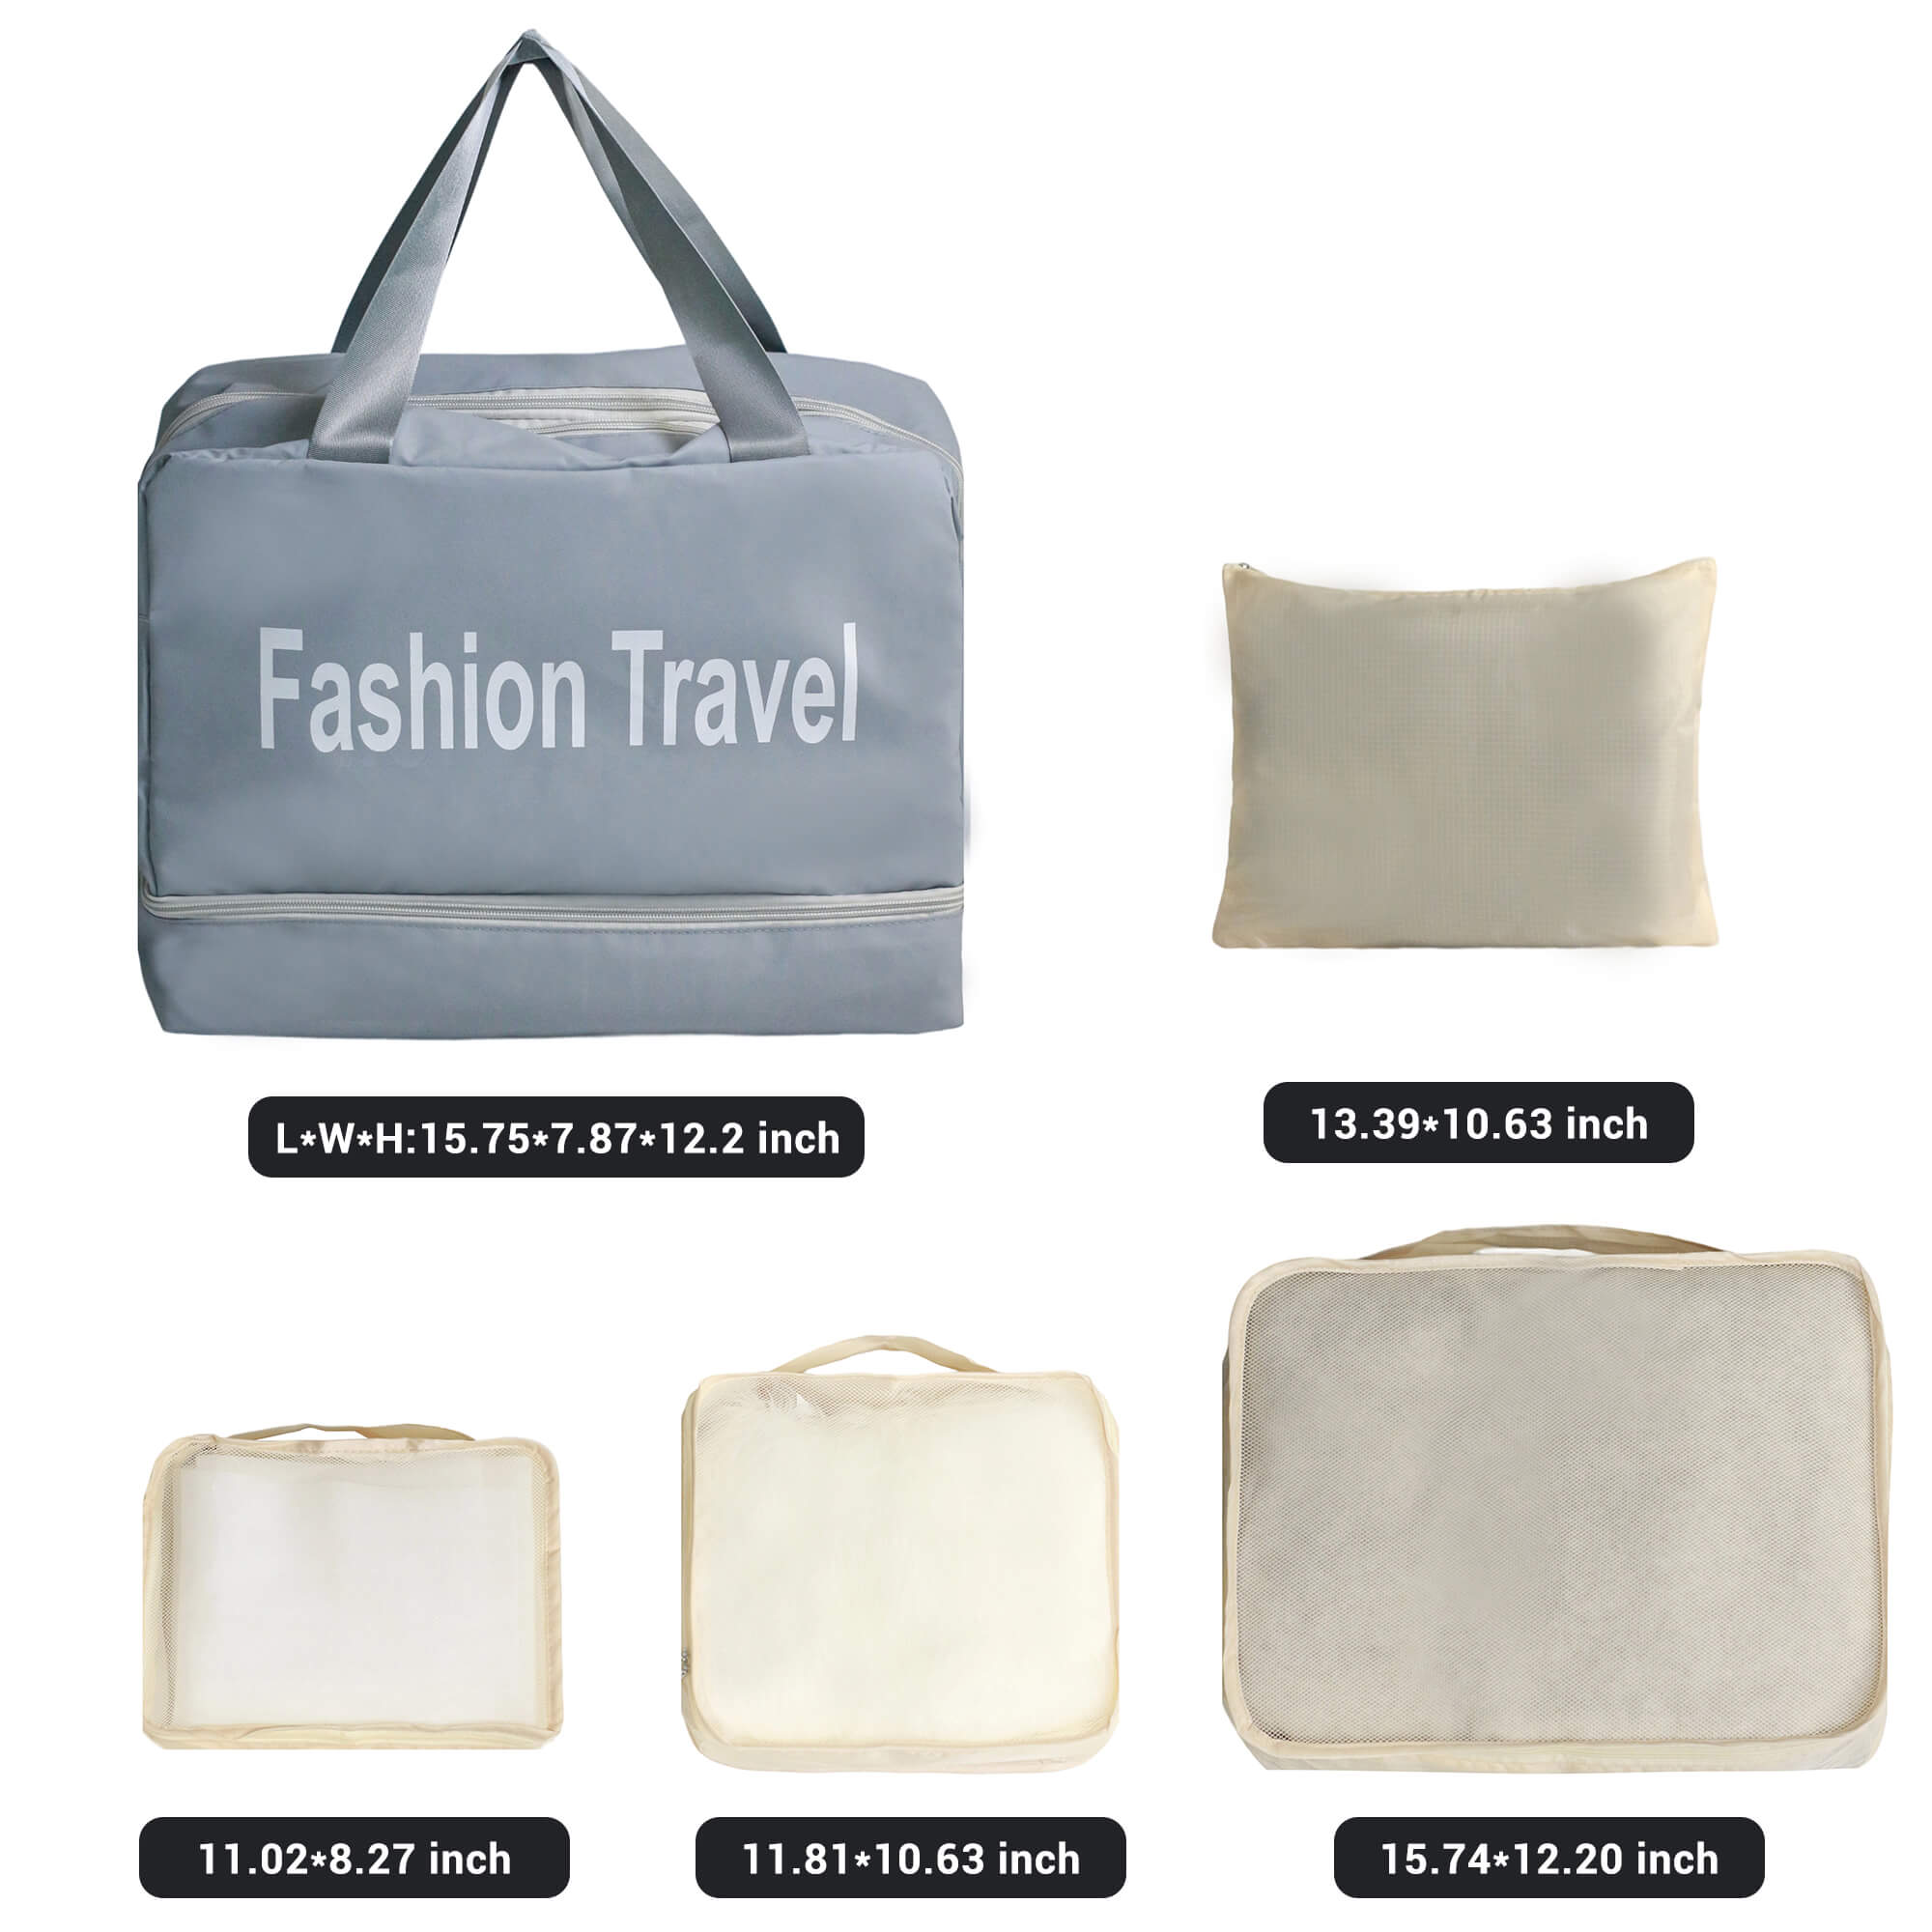 Fashion Travel
L*W*H:15.75*7.87*12.2 inch
13.39*10.63 inch
11.02*8.27 inch
11.81*10.63 inch
15.74*12.20 inch